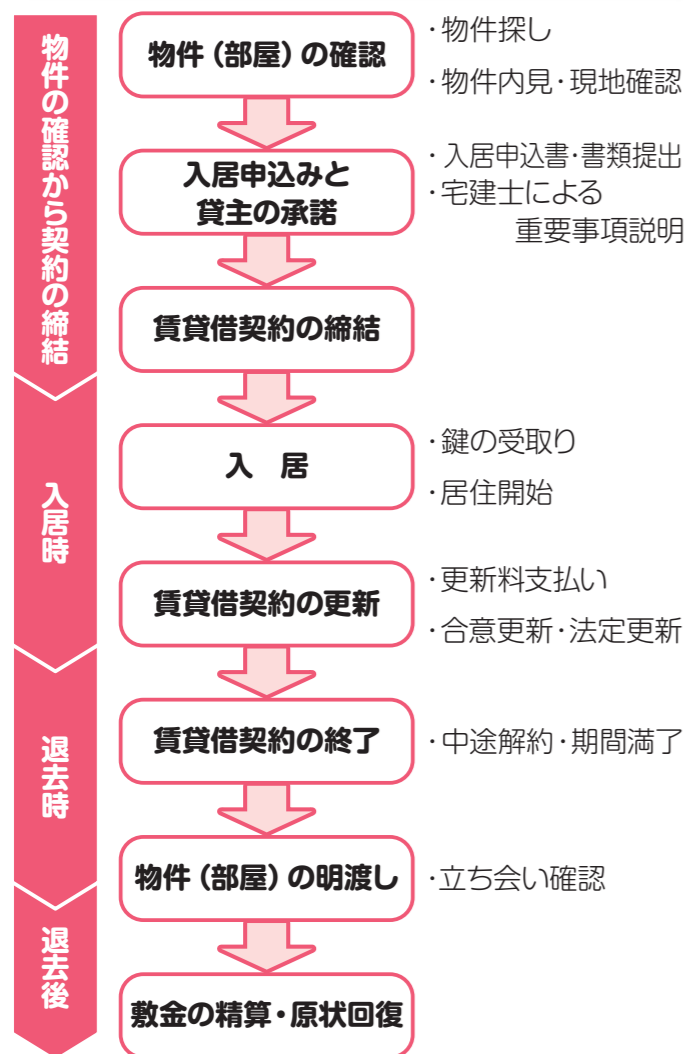 物件の確認から契約の締結
物件（部屋）の確認
・物件探し
・物件内見・現地確認
入居申込みと
貸主の承諾
・入居申込書・書類提出
・宅建士による
重要事項説明
賃貸借契約の締結
入居時
入　居
・鍵の受取り
・居住開始
賃貸借契約の更新
・更新料支払い
・合意更新・法定更新
退去時
賃貸借契約の終了
・中途解約・期間満了
物件（部屋）の明渡し
・立ち会い確認
退去後
敷金の精算・原状回復